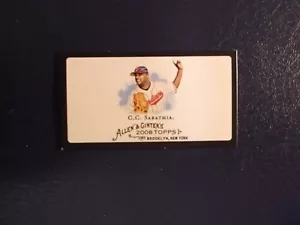 C.C. SABATHIA.
ALLEN & GINTER'S
2008 TOPPS
BROOKLYN, NEW YORK